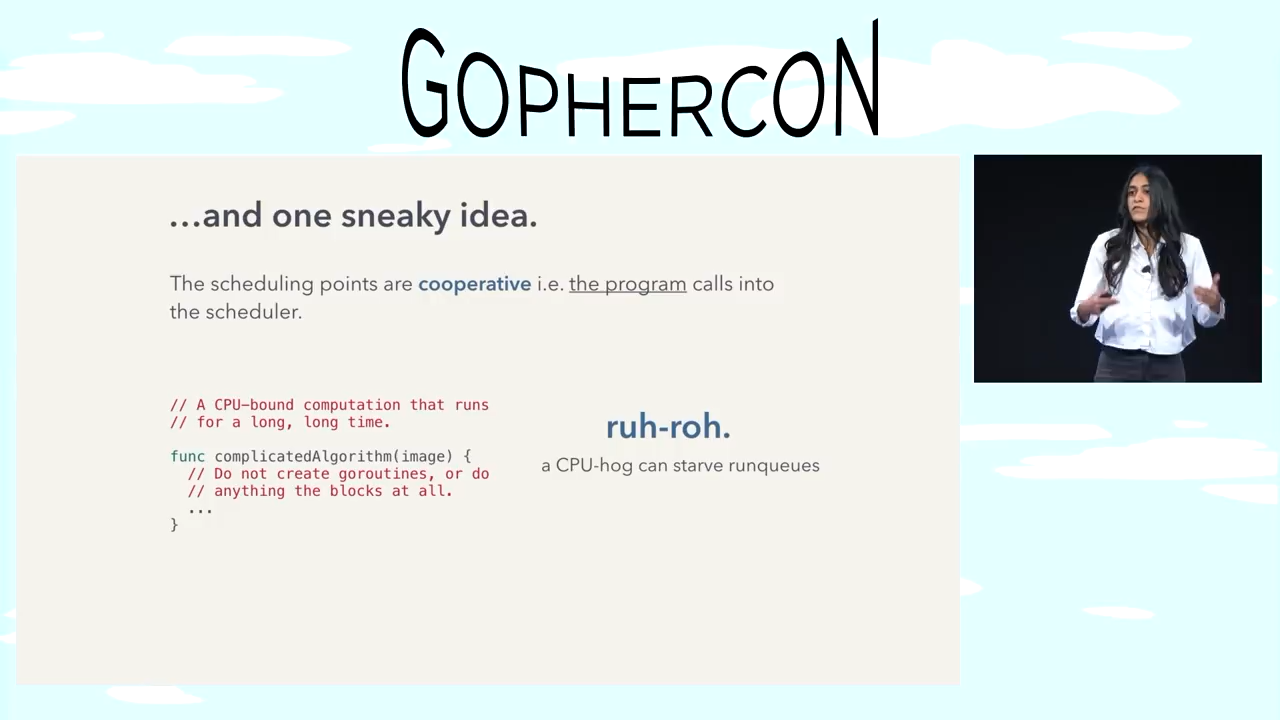 GOPHERCON
...and one sneaky idea.
The scheduling points are cooperative i.e. the program calls into
the scheduler.
// A CPU-bound computation that runs
// for a long, long time.
func complicatedAlgorithm(image) {
// Do not create goroutines, or do
// anything the blocks at all.
...
}
ruh-roh.
a CPU-hog can starve runqueues